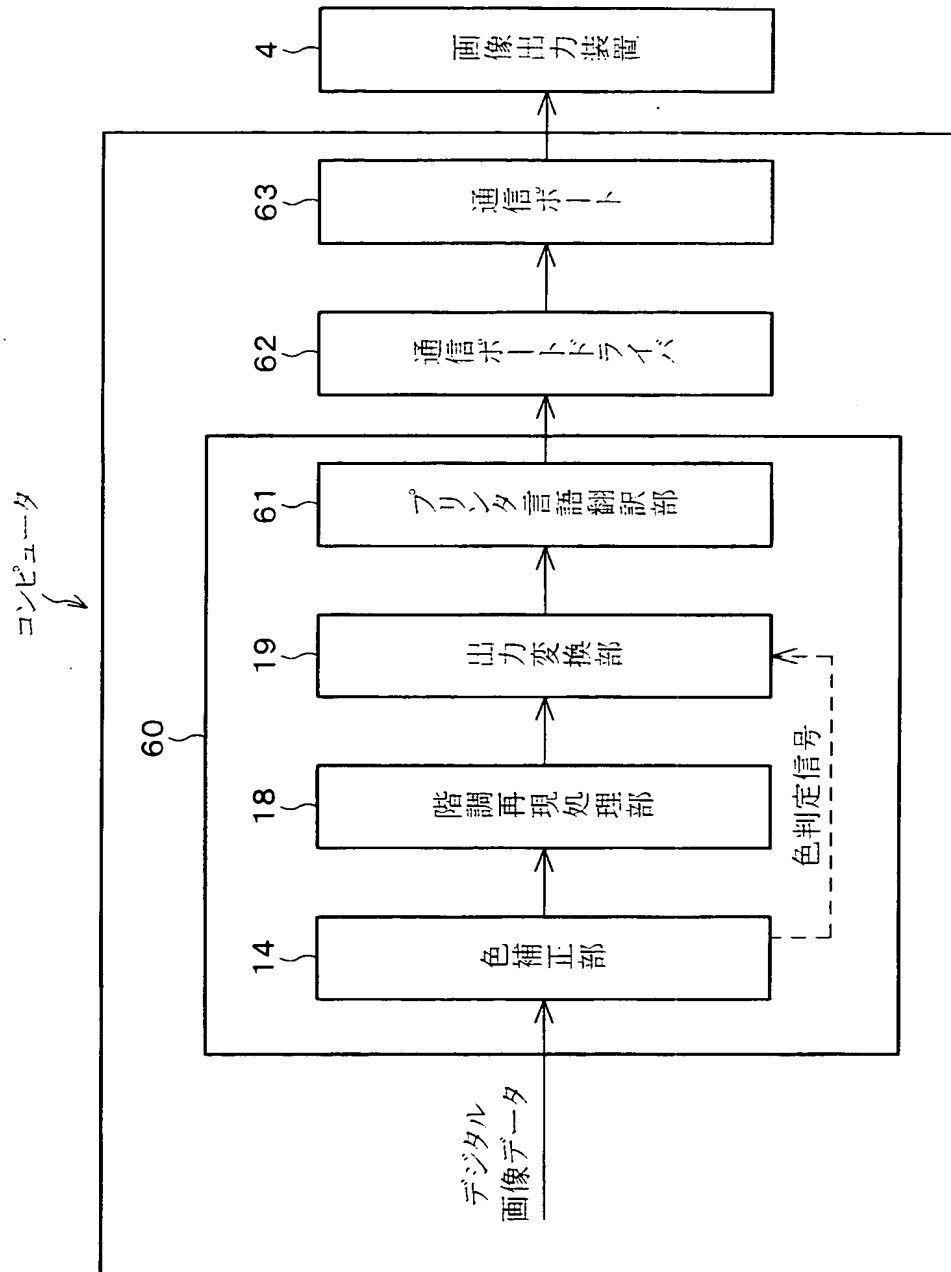 コンピュータ
60
デジタル
画像データ
14
色補正部
18
階調再現処理部
19
出力変換部
61
プリンタ言語翻訳部
色判定信号
62
通信ポートドライバ
63
通信ポート
4
画像出力装置